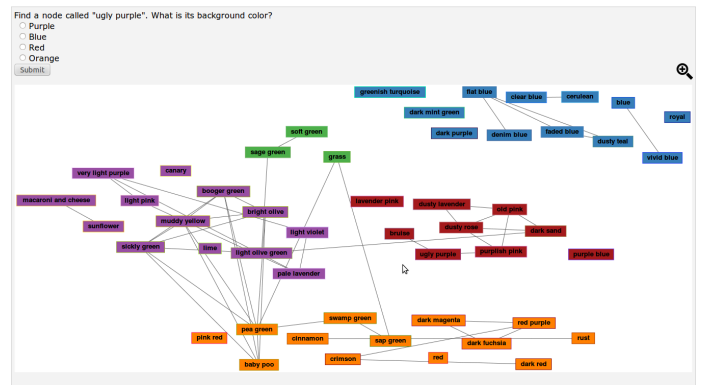 Find a node called "ugly purple". What is its background color?
Purple
Blue
Red
Orange
Submit
greenish turquoise
flat blue
clear blue
cerulean
blue
dark mint green
royal
soft green
dark purple
denim blue
faded blue
dusty teal
sage green
grass
vivid blue
very light purple
canary
booger green
macaroni and cheese
light pink
lavender pink
dusty lavender
old pink
bright olive
muddy yellow
sunflower
light violet
bruise
dusty rose
dark sand
sickly green
lime
light olive green
ugly purple
purplish pink
purple blue
pale lavender
swamp green
dark magenta
red purple
pea green
pink red
cinnamon
sap green
dark fuchsia
rust
crimson
red
baby poo
dark red